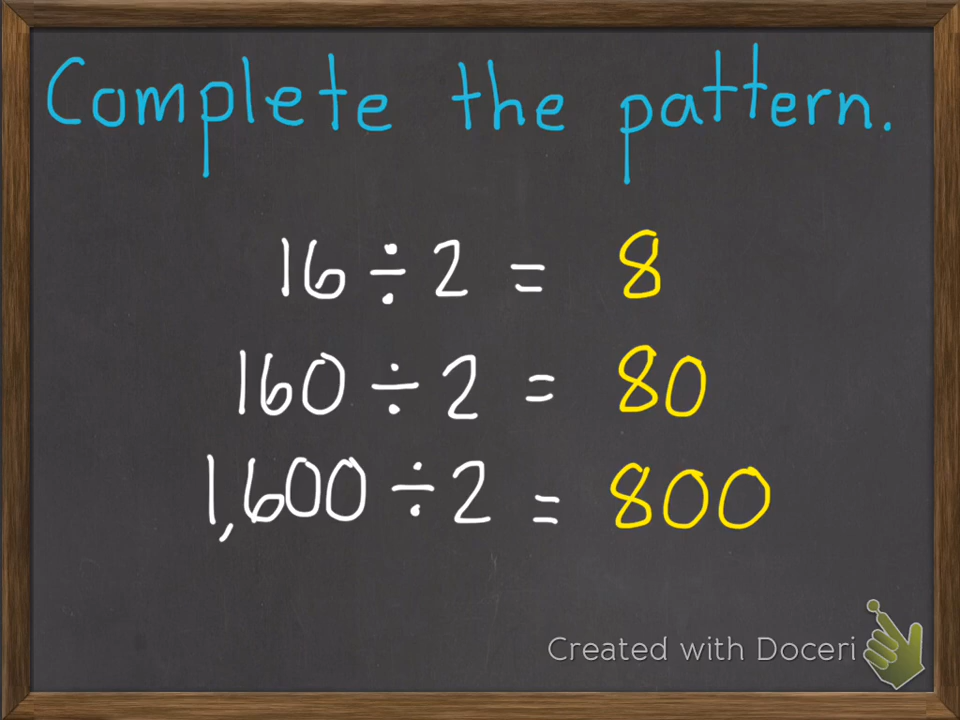 Complete the pattern.
16 ÷ 2 = 8
160 ÷ 2 = 80
1,600 ÷ 2 = 800
Created with Doceri